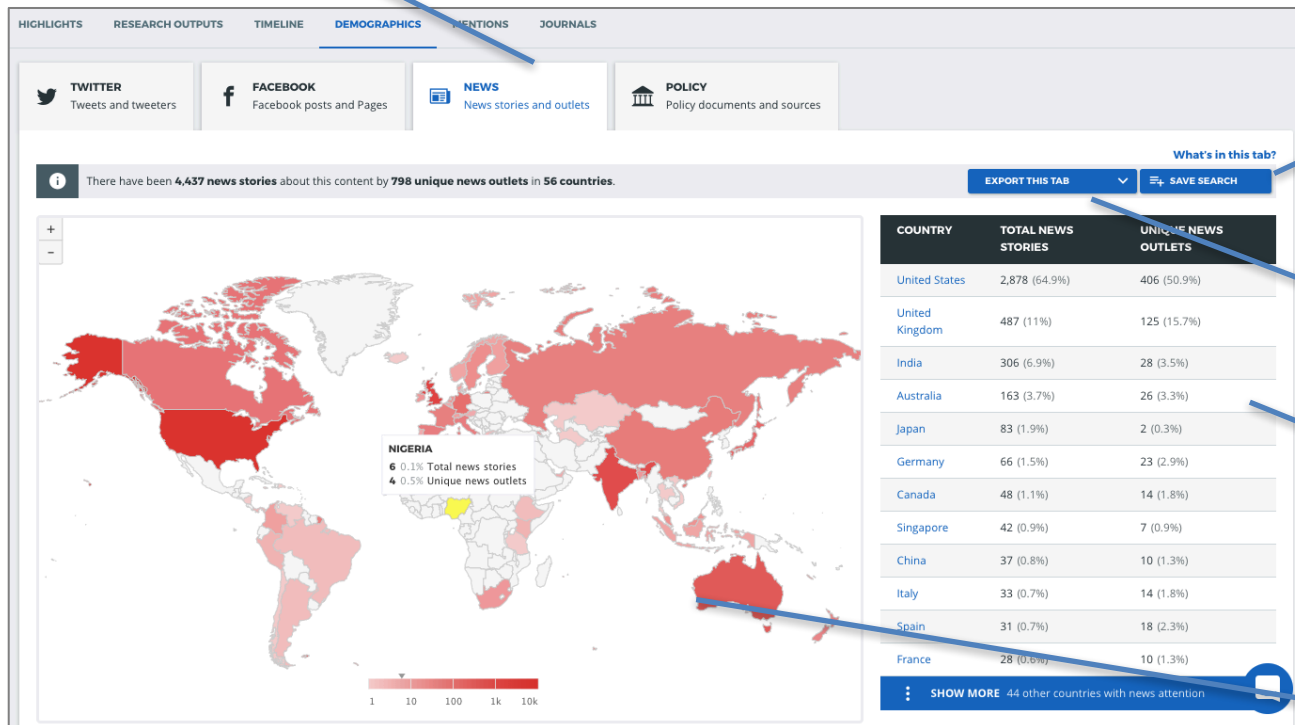 HIGHLIGHTS RESEARCH OUTPUTS TIMELINE DEMOGRAPHICS MENTIONS JOURNALS
TWITTER
Tweets and tweeters
FACEBOOK
Facebook posts and Pages
NEWS
News stories and outlets
POLICY
Policy documents and sources
What's in this tab?
There have been 4,437 news stories about this content by 798 unique news outlets in 56 countries.
EXPORT THIS TAB
SAVE SEARCH
+
-
NIGERIA
6 0.1% Total news stories
4 0.5% Unique news outlets
1 10 100 1k 10k
COUNTRY TOTAL NEWS STORIES UNIQUE NEWS OUTLETS
United States 2,878 (64.9%) 406 (50.9%)
United Kingdom 487 (11%) 125 (15.7%)
India 306 (6.9%) 28 (3.5%)
Australia 163 (3.7%) 26 (3.3%)
Japan 83 (1.9%) 2 (0.3%)
Germany 66 (1.5%) 23 (2.9%)
Canada 48 (1.1%) 14 (1.8%)
Singapore 42 (0.9%) 7 (0.9%)
China 37 (0.8%) 10 (1.3%)
Italy 33 (0.7%) 14 (1.8%)
Spain 31 (0.7%) 18 (2.3%)
France 28 (0.6%) 10 (1.3%)
SHOW MORE 44 other countries with news attention